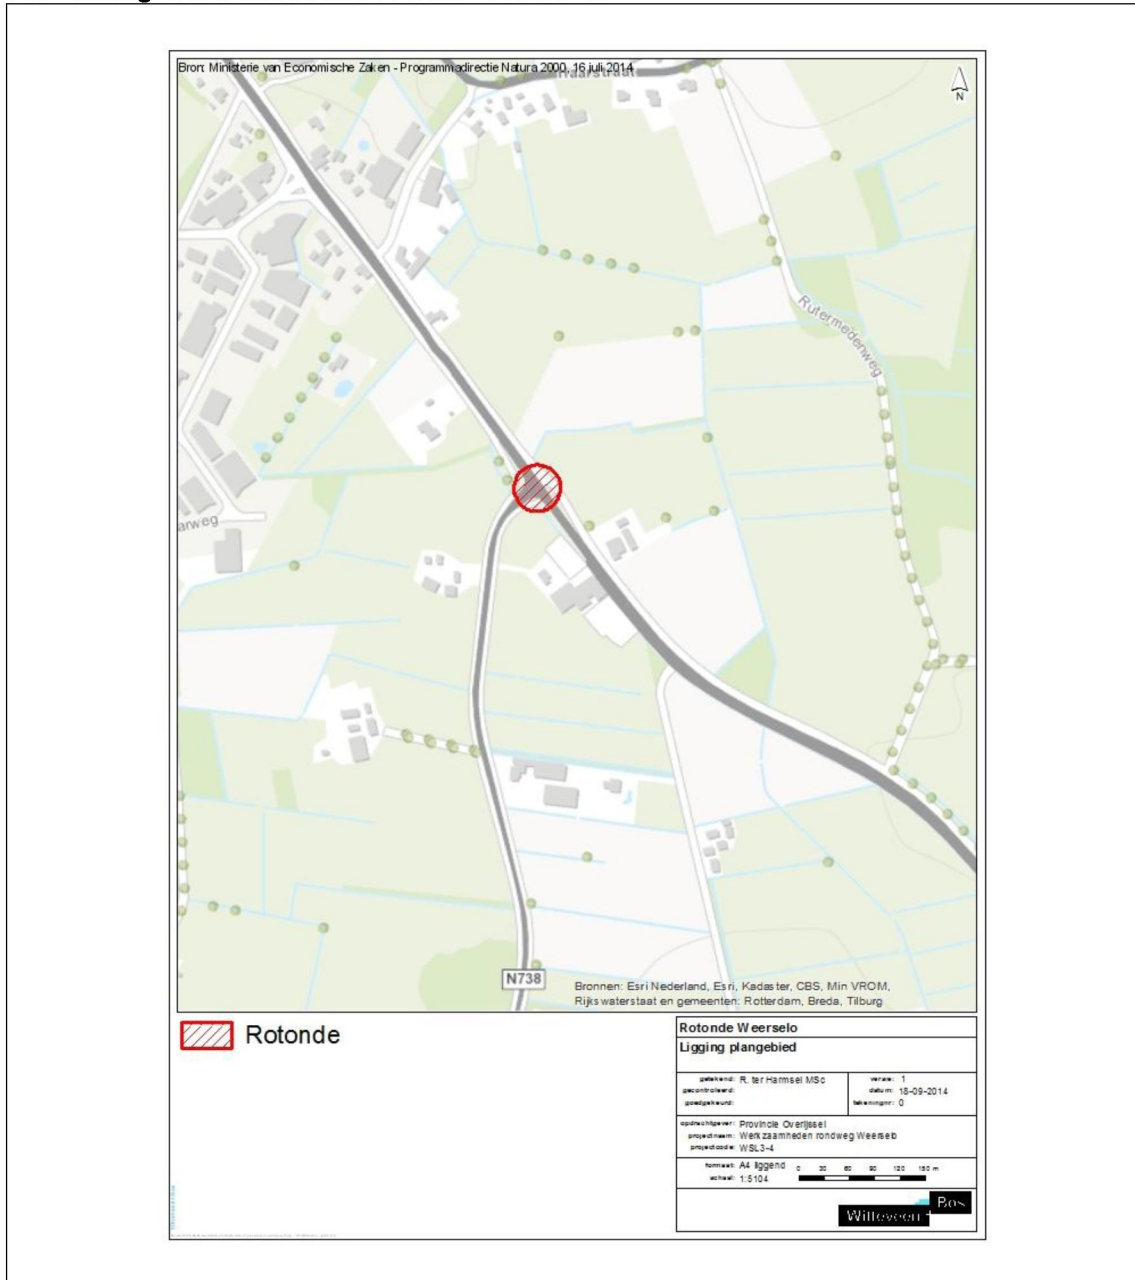 Bron: Ministerie van Economische Zaken - Programmadirectie Natura 2000, 16 juli 2014
Haarstraat
N
Rutermedenweg
arweg
N738
Bronnen: Esri Nederland, Esri, Kadaster, CBS, Min VROM,
Rijkswaterstaat en gemeenten: Rotterdam, Breda, Tilburg
Rotonde
Rotonde Weerselo
Ligging plangebied
getekend: R. ter Harmsel MSc
gecontroleerd:
goedgekeurd:
versie: 1
datum: 18-09-2014
tekeningnr: 0
opdrachtgever: Provincie Overijssel
projectnaam: Werkzaamheden rondweg Weerselo
projectcode: WSL3-4
formaat: A4 liggend
schaal: 1:5104
0 30 60 90 120 150 m
Witteveen + Bos